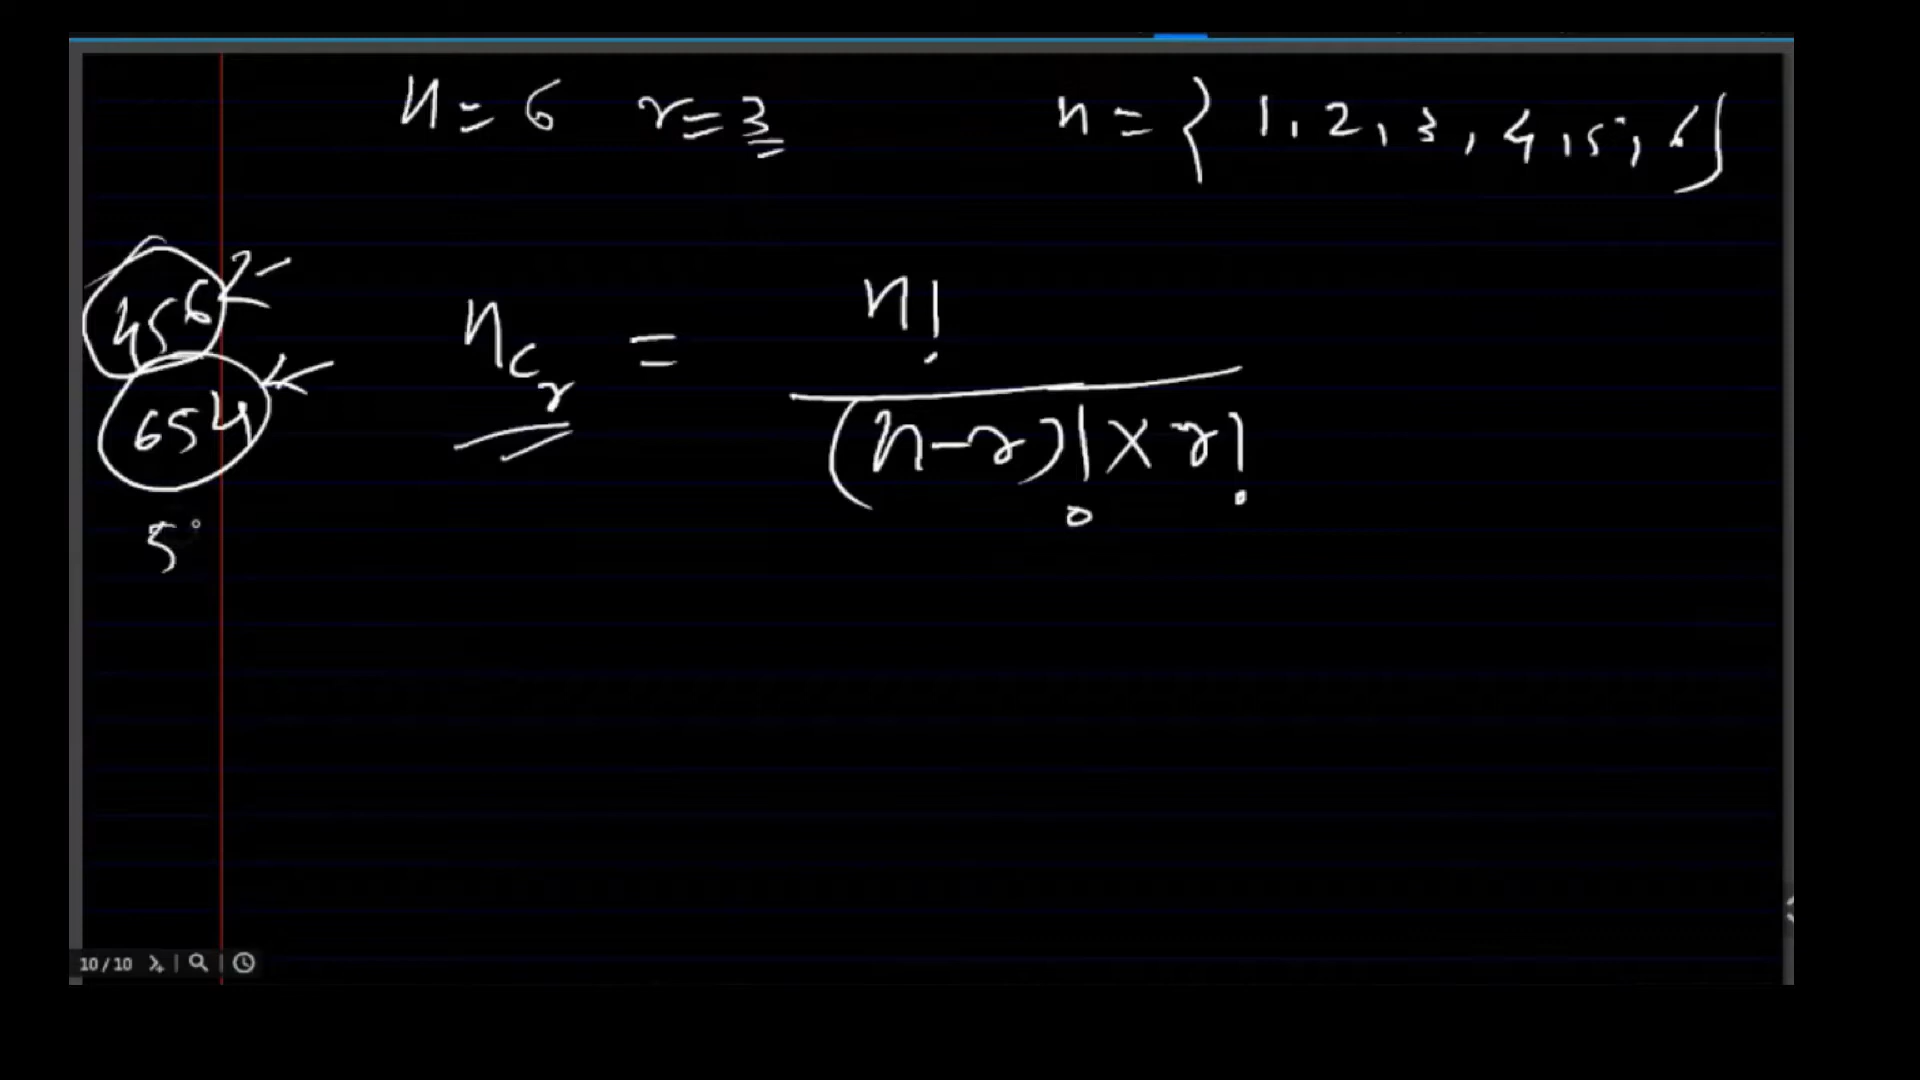 n = 6 r = 3 n = { 1, 2, 3, 4, 5, 6 }
456
nCr = n! / (n-r)! × r!
654
5
10 / 10